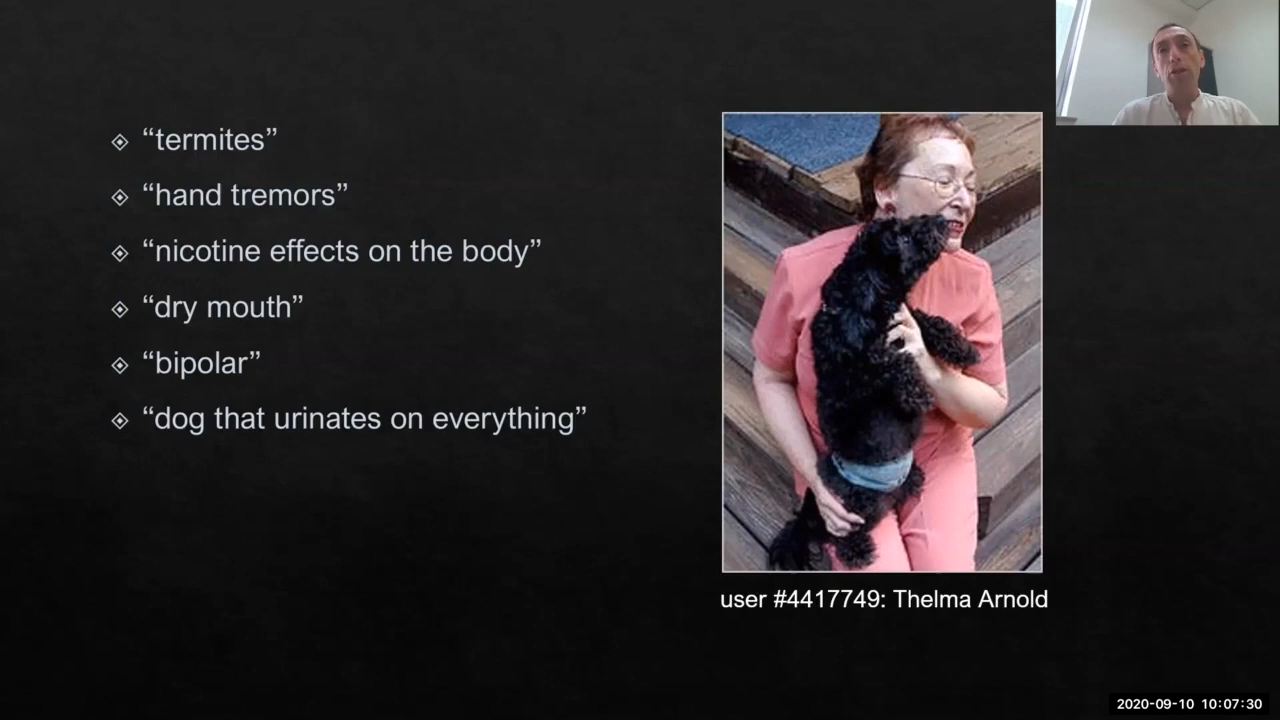 “termites”
“hand tremors”
“nicotine effects on the body”
“dry mouth”
“bipolar”
“dog that urinates on everything”
user #4417749: Thelma Arnold
2020-09-10 10:07:30